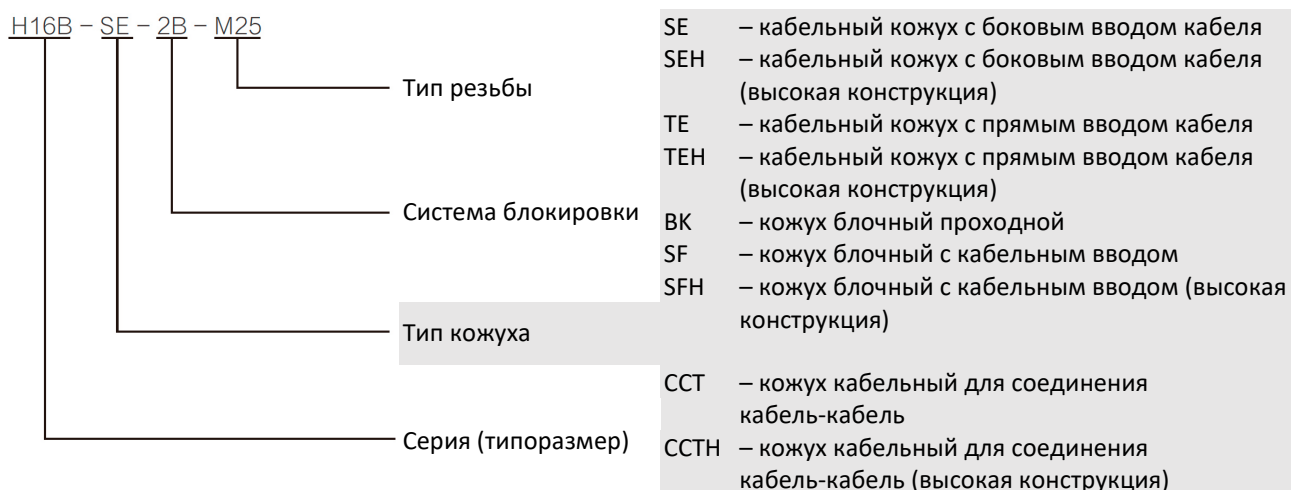 H16B – SE – 2B – M25
Тип резьбы
Система блокировки
Тип кожуха
Серия (типоразмер)
SE – кабельный кожух с боковым вводом кабеля
SEH – кабельный кожух с боковым вводом кабеля
(высокая конструкция)
TE – кабельный кожух с прямым вводом кабеля
TEH – кабельный кожух с прямым вводом кабеля
(высокая конструкция)
BK – кожух блочный проходной
SF – кожух блочный с кабельным вводом
SFH – кожух блочный с кабельным вводом (высокая
конструкция)
CCT – кожух кабельный для соединения
кабель-кабель
CCTH – кожух кабельный для соединения
кабель-кабель (высокая конструкция)